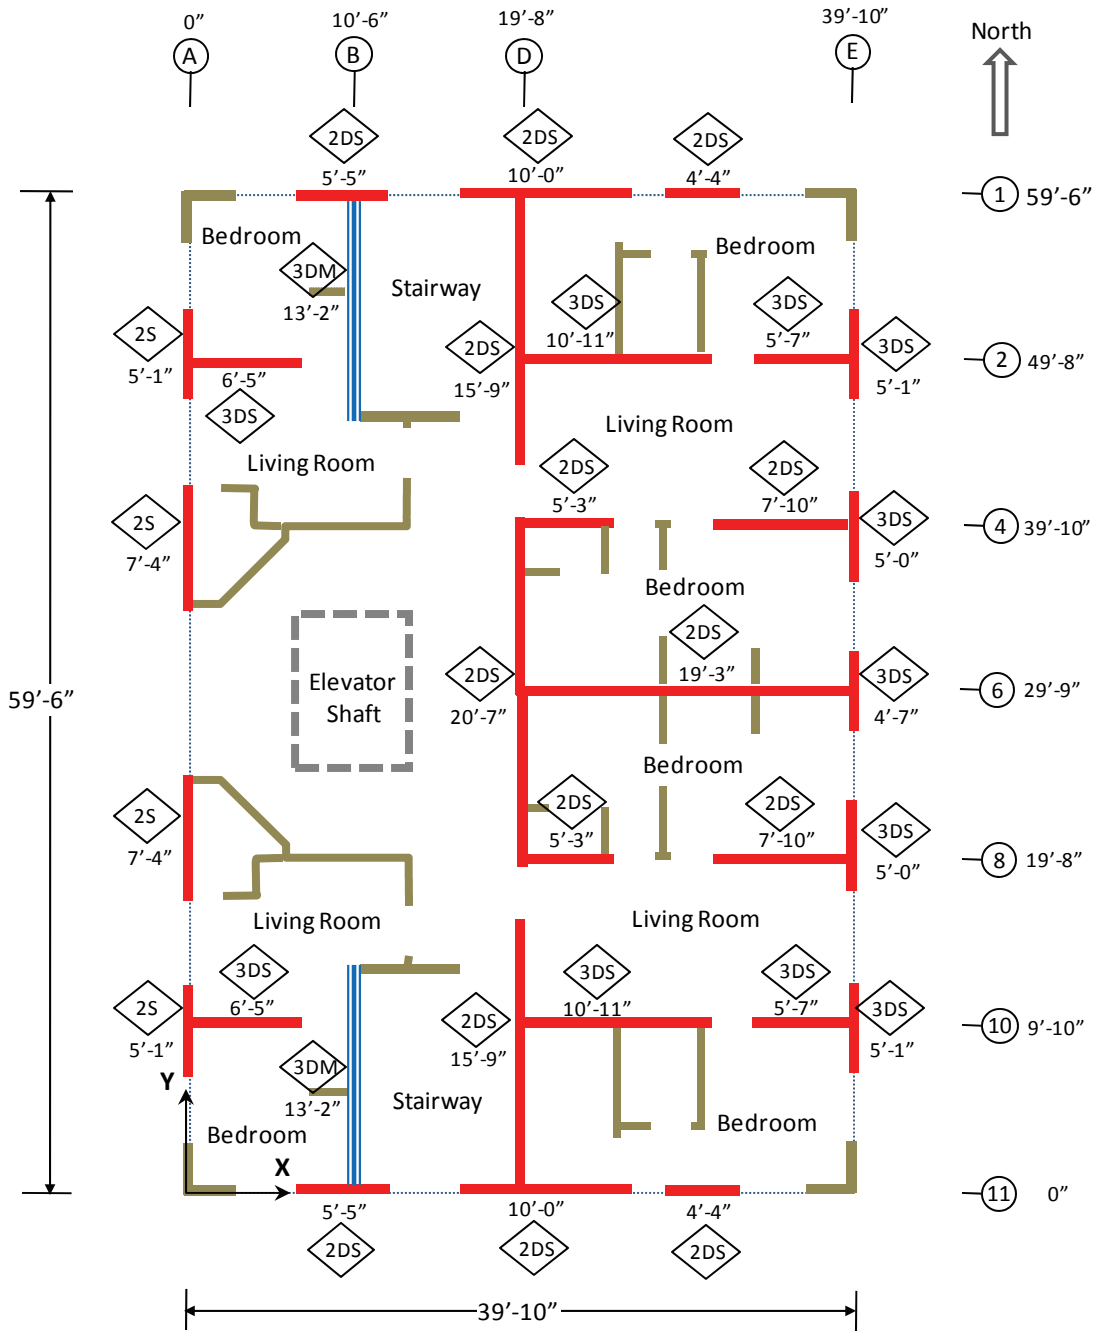 0” 10’-6” 19’-8” 39’-10”
A B D E
North
2DS 2DS 2DS
5’-5” 10’-0” 4’-4”
1 59’-6”
Bedroom Bedroom
3DM Stairway
13’-2”
3DS 3DS
10’-11” 5’-7”
2S 2DS 3DS
5’-1” 6’-5” 15’-9” 5’-1”
2 49’-8”
3DS
Living Room
Living Room
2DS 2DS
5’-3” 7’-10”
2S 3DS
7’-4” 5’-0”
4 39’-10”
Bedroom
2DS
19’-3”
Elevator
Shaft
2DS 3DS
20’-7” 4’-7”
6 29’-9”
59’-6”
Bedroom
2S 2DS 2DS 3DS
7’-4” 5’-3” 7’-10” 5’-0”
8 19’-8”
Living Room Living Room
3DS 3DS 3DS
6’-5” 10’-11” 5’-7”
2S 2DS 3DS
5’-1” 15’-9” 5’-1”
10 9’-10”
3DM
13’-2”
Stairway
Y
Bedroom Bedroom
X
11 0”
5’-5” 10’-0” 4’-4”
2DS 2DS 2DS
39’-10”